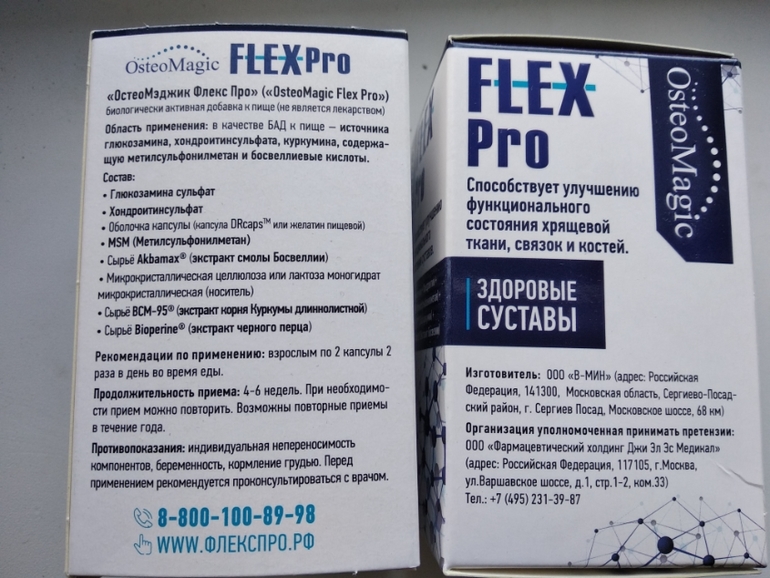 OsteoMagic FLEX Pro
«ОстеоМэджик Флекс Про» («OsteoMagic Flex Pro»)
биологически активная добавка к пище (не является лекарством)
Область применения: в качестве БАД к пище – источника
глюкозамина, хондроитинсульфата, куркумина, содержа-
щую метилсульфонилметан и босвеллиевые кислоты.
Состав:
• Глюкозамина сульфат
• Хондроитинсульфат
• Оболочка капсулы (капсула DRcaps™ или желатин пищевой)
• MSM (Метилсульфонилметан)
• Сырьё Akbamax® (экстракт смолы Босвеллии)
• Микрокристаллическая целлюлоза или лактоза моногидрат
микрокристаллическая (носитель)
• Сырьё BCM-95® (экстракт корня Куркумы длиннолистной)
• Сырьё Bioperine® (экстракт черного перца)
Рекомендации по применению: взрослым по 2 капсулы 2
раза в день во время еды.
Продолжительность приема: 4-6 недель. При необходимо-
сти прием можно повторить. Возможны повторные приемы
в течение года.
Противопоказания: индивидуальная непереносимость
компонентов, беременность, кормление грудью. Перед
применением рекомендуется проконсультироваться с врачом.
8-800-100-89-98
WWW.ФЛЕКСПРО.РФ
FLEX
Pro
OsteoMagic
Способствует улучшению
функционального
состояния хрящевой
ткани, связок и костей.
ЗДОРОВЫЕ
СУСТАВЫ
Изготовитель: ООО «В-МИН» (адрес: Российская
Федерация, 141300, Московская область, Сергиево-Посад-
ский район, г. Сергиев Посад, Московское шоссе, 68 км)
Организация уполномоченная принимать претензии:
ООО «Фармацевтический холдинг Джи Эл Эс Медикал»
(адрес: Российская Федерация, 117105, г.Москва,
ул.Варшавское шоссе, д.1, стр.1-2, ком.33)
Тел.: +7 (495) 231-39-87